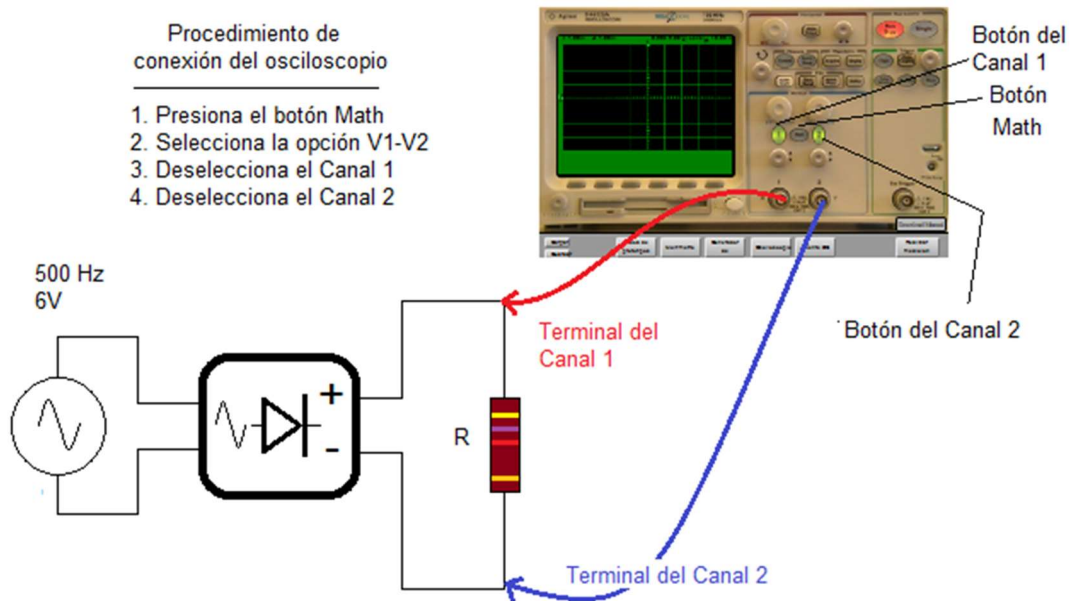 Procedimiento de
conexión del osciloscopio
1. Presiona el botón Math
2. Selecciona la opción V1-V2
3. Deselecciona el Canal 1
4. Deselecciona el Canal 2
Agilent
Single
Botón del
Canal 1
Botón
Math
Botón del Canal 2
500 Hz
6V
+
-
R
Terminal del
Canal 1
Terminal del Canal 2